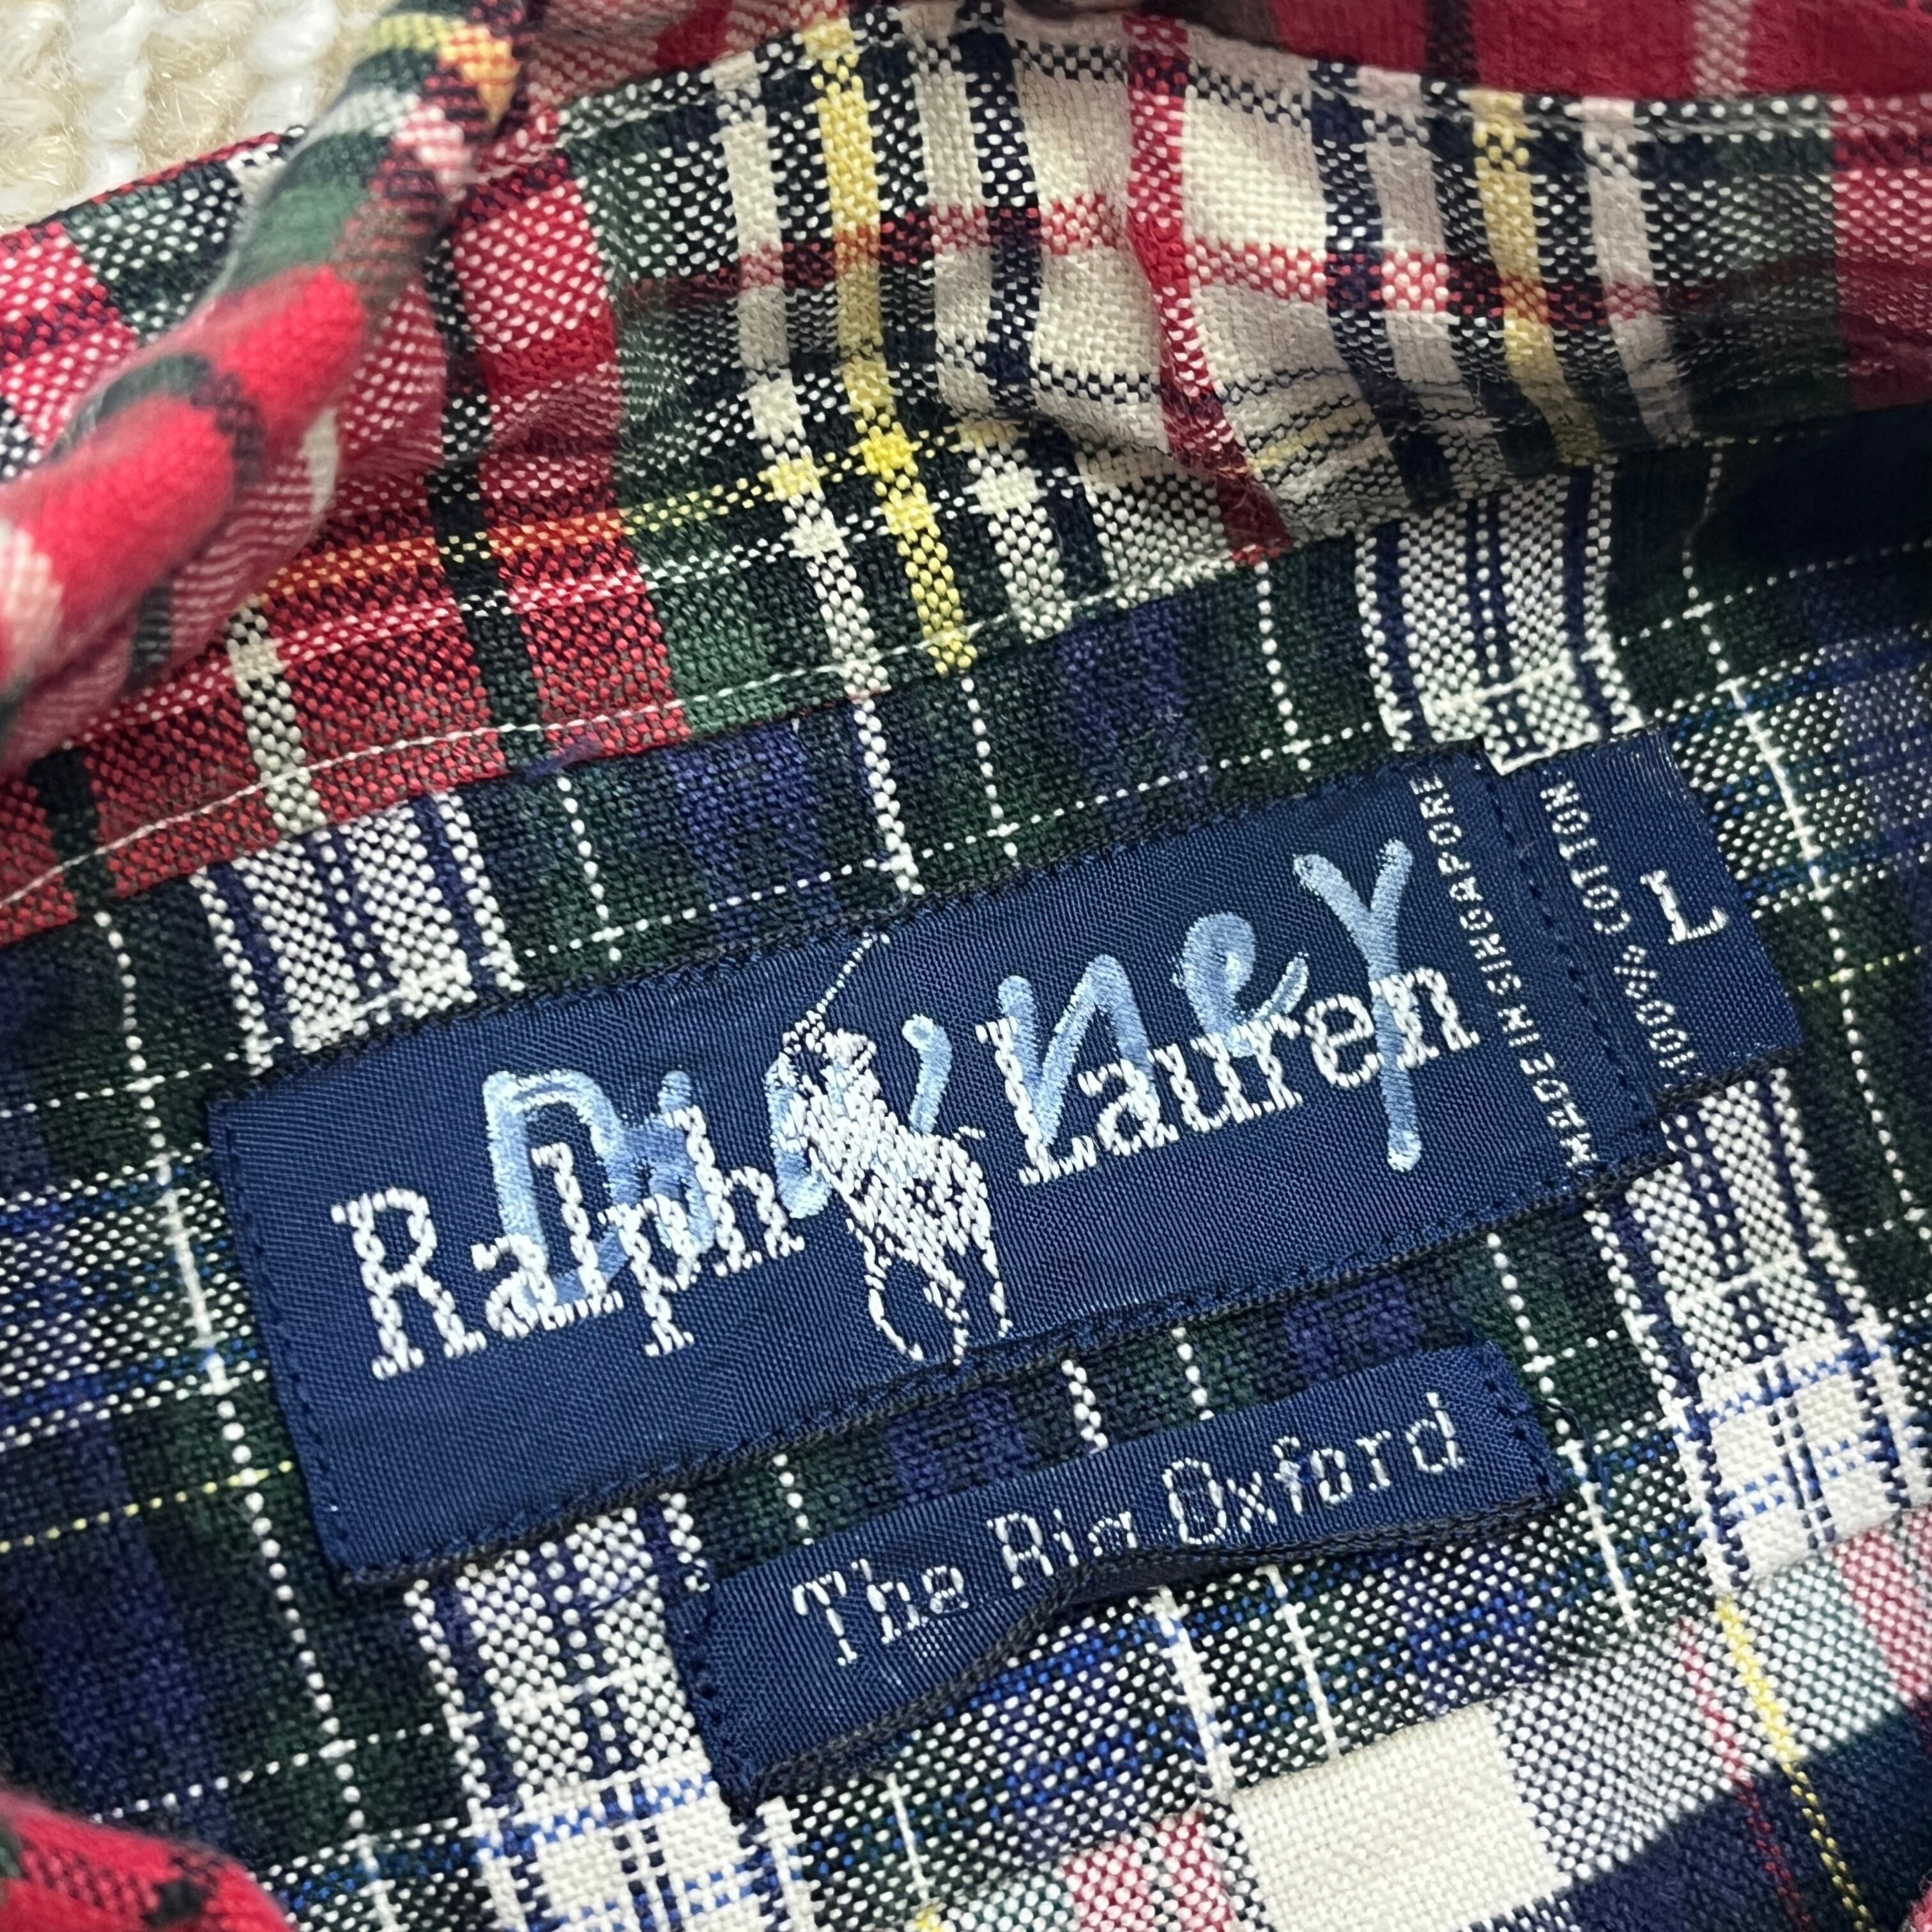 Ralph Lauren
MADE IN SINGAPORE
100% COTTON
L
The Big Oxford